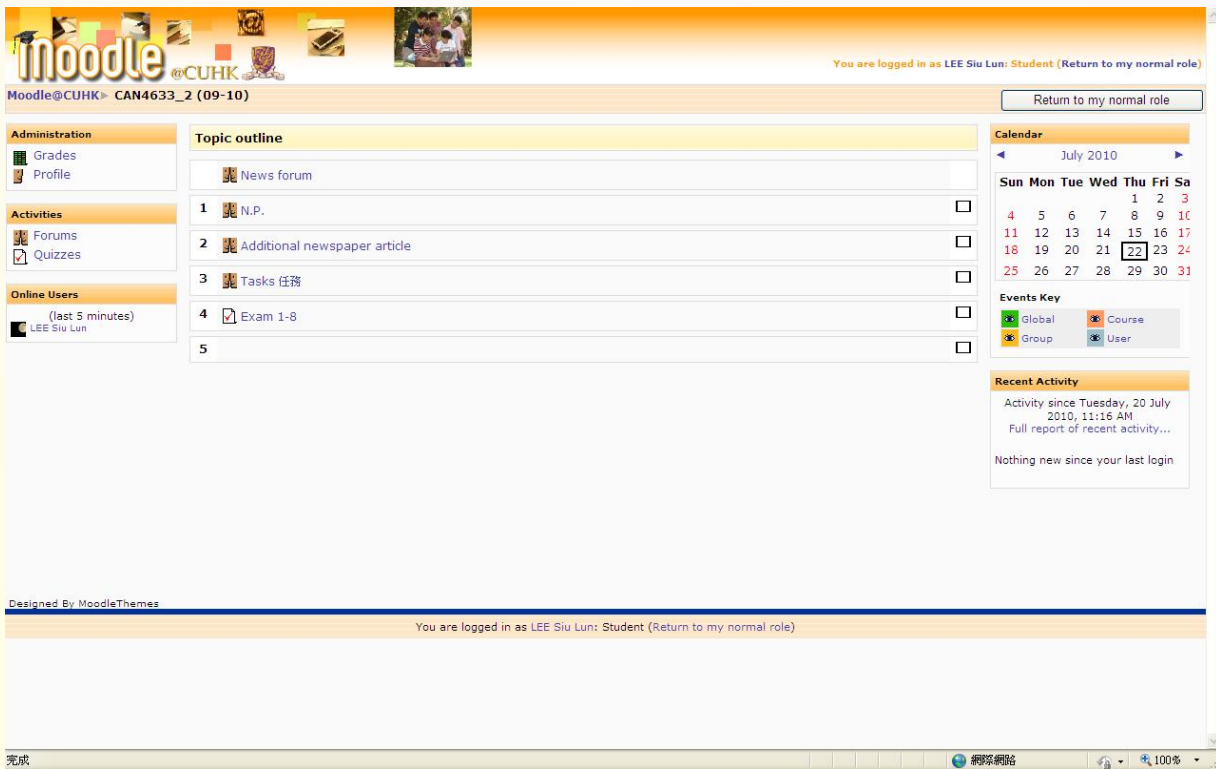 moodle @CUHK
You are logged in as LEE Siu Lun: Student (Return to my normal role)
Moodle@CUHK ► CAN4633_2 (09-10)
Return to my normal role
Administration
Grades
Profile
Activities
Forums
Quizzes
Online Users
(last 5 minutes)
LEE Siu Lun
Topic outline
News forum
1 N.P.
2 Additional newspaper article
3 Tasks 任務
4 Exam 1-8
5
Calendar
◄ July 2010 ►
Sun Mon Tue Wed Thu Fri Sa
1 2 3
4 5 6 7 8 9 10
11 12 13 14 15 16 17
18 19 20 21 22 23 24
25 26 27 28 29 30 31
Events Key
Global Course
Group User
Recent Activity
Activity since Tuesday, 20 July
2010, 11:16 AM
Full report of recent activity...
Nothing new since your last login
Designed By MoodleThemes
You are logged in as LEE Siu Lun: Student (Return to my normal role)
完成 網際網路 100%